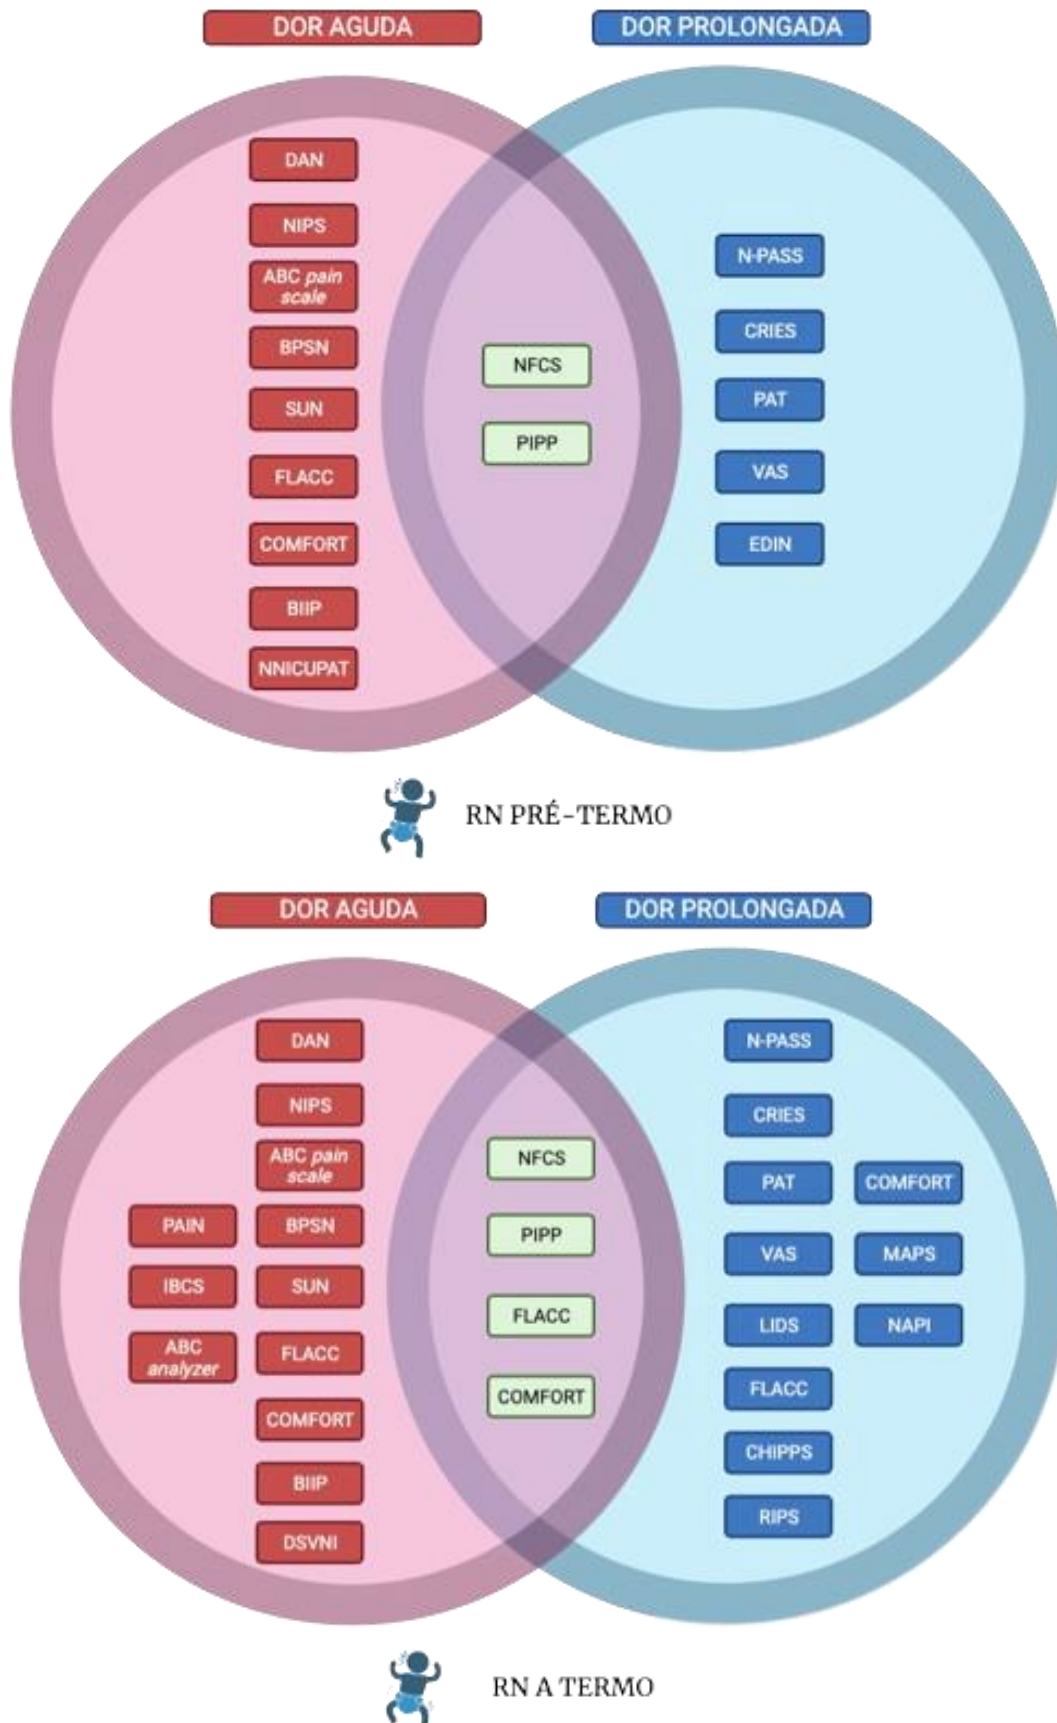 DOR AGUDA
DOR PROLONGADA
DAN
NIPS
ABC pain
scale
BPSN
SUN
FLACC
COMFORT
BIIP
NNICUPAT
NFCS
PIPP
N-PASS
CRIES
PAT
VAS
EDIN
RN PRÉ-TERMO
DOR AGUDA
DOR PROLONGADA
PAIN
IBCS
ABC
analyzer
DAN
NIPS
ABC pain
scale
BPSN
SUN
FLACC
COMFORT
BIIP
DSVNI
NFCS
PIPP
FLACC
COMFORT
N-PASS
CRIES
PAT
VAS
LIDS
FLACC
CHIPPS
RIPS
COMFORT
MAPS
NAPI
RN A TERMO